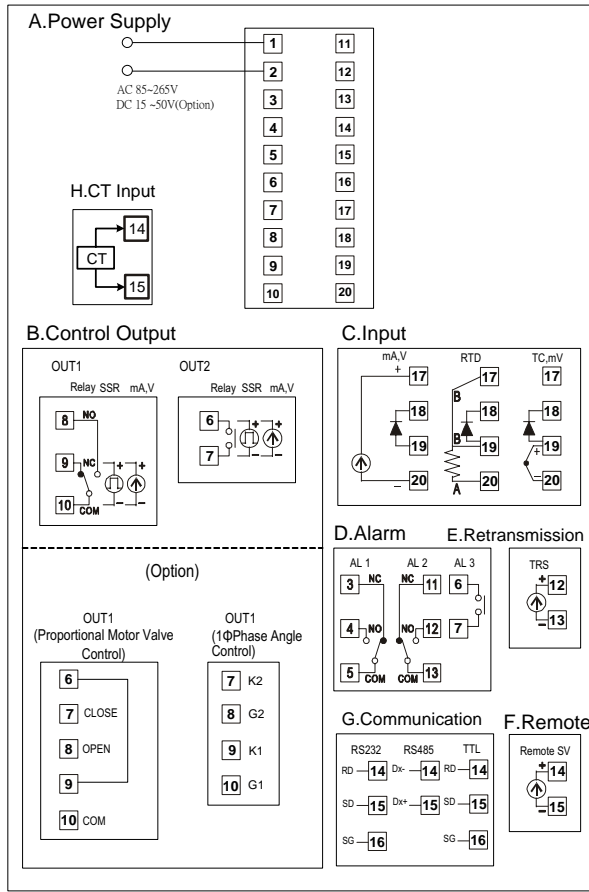 A.Power Supply
AC 85~265V
DC 15 ~50V(Option)
1 11
2 12
3 13
4 14
5 15
6 16
7 17
8 18
9 19
10 20
H.CT Input
CT
14
15
B.Control Output
OUT1
Relay SSR mA,V
8 NO
9 NC + +
10 COM − −
OUT2
Relay SSR mA,V
6 + +
7 − −
(Option)
OUT1
(Proportional Motor Valve
Control)
6
7 CLOSE
8 OPEN
9
10 COM
OUT1
(1ΦPhase Angle
Control)
7 K2
8 G2
9 K1
10 G1
C.Input
mA,V
+ 17
18
19
− 20
RTD
17
B
18
B 19
A 20
TC,mV
17
18
+ 19
− 20
D.Alarm
AL 1 AL 2 AL 3
3 NC NC 11 6
4 NO NO 12 7
5 COM COM 13
E.Retransmission
TRS
+ 12
− 13
G.Communication
RS232 RS485 TTL
RD 14 Dx- 14 RD 14
SD 15 Dx+ 15 SD 15
SG 16 SG 16
F.Remote
Remote SV
+ 14
− 15